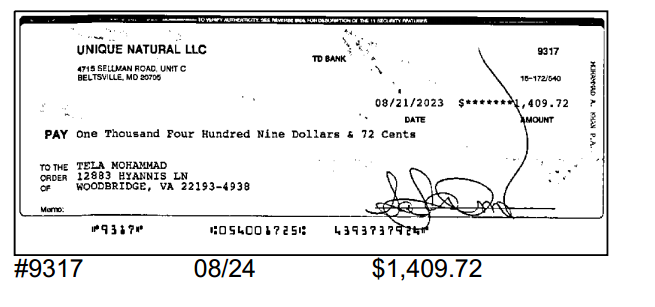 TO VERIFY AUTHENTICITY, SEE REVERSE SIDE FOR DESCRIPTION OF THE 11 SECURITY FEATURES
UNIQUE NATURAL LLC
4715 SELLMAN ROAD, UNIT C
BELTSVILLE, MD 20705
TD BANK
9317
15-172/540
MUHAMMAD A. KHAN P.A.
08/21/2023 $*******1,409.72
DATE AMOUNT
PAY One Thousand Four Hundred Nine Dollars & 72 Cents
TO THE ORDER OF
TELA MOHAMMAD
12883 HYANNIS LN
WOODBRIDGE, VA 22193-4938
Memo:
⑈9317⑈ ⑆054001725⑆ 4393737924⑈
#9317 08/24 $1,409.72